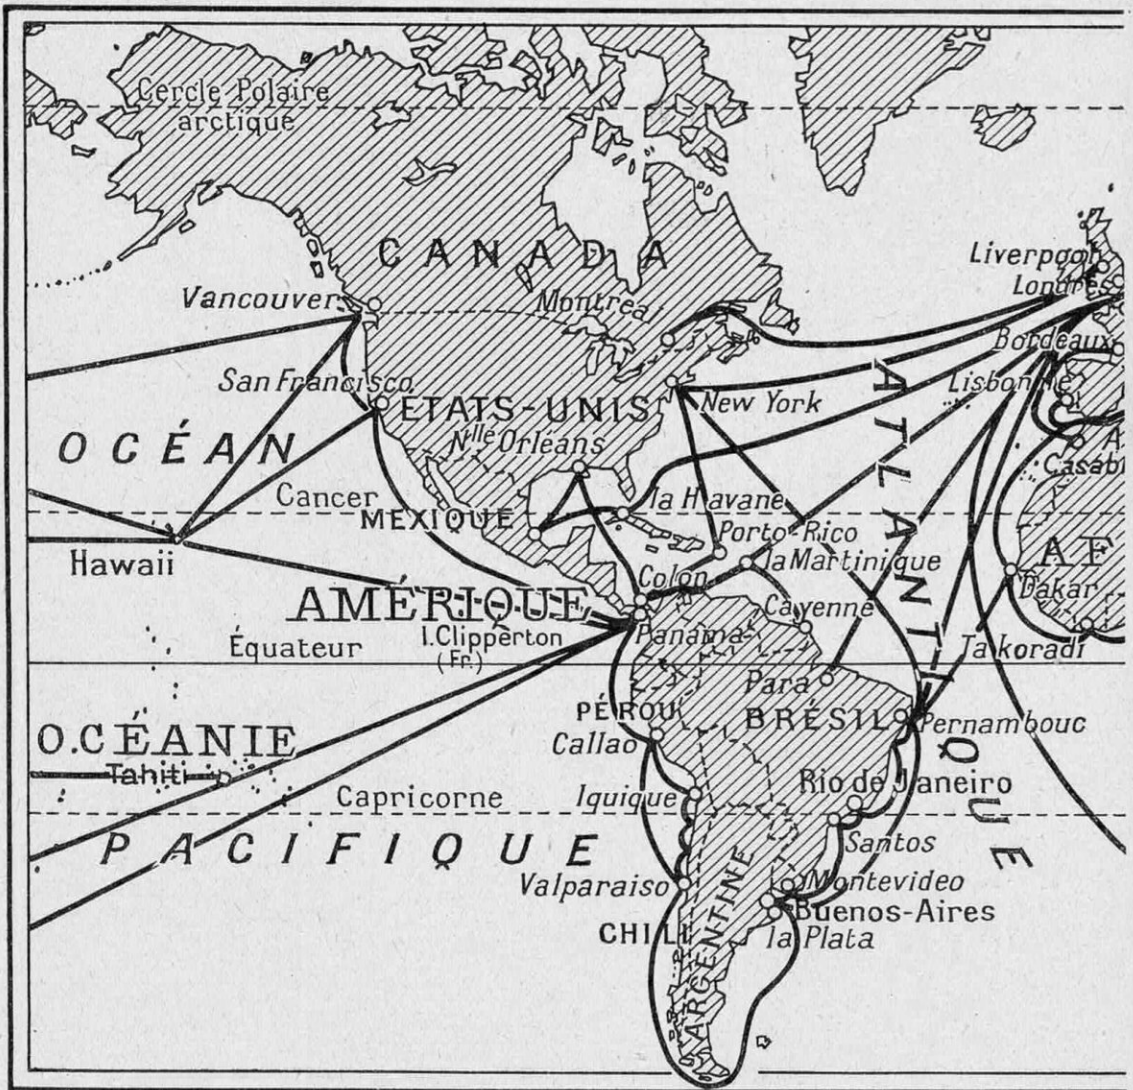 Cercle Polaire
arctique
CANADA
Liverpool
Londres
Vancouver
Montréa
Bordeaux
San Francisco
Lisbonne
ÉTATS-UNIS
New York
Nlle Orléans
OCÉAN
A
Casab
Cancer
la Havane
MEXIQUE
Porto-Rico
Hawaii
la Martinique
AF
Colon
Dakar
AMÉRIQUE
Cayenne
I. Clipperton
(Fr.)
Panama
Équateur
Takoradi
Para
PÉROU
BRÉSIL
Pernambouc
OCÉANIE
Callao
Tahiti
Rio de Janeiro
Capricorne
Iquique
PACIFIQUE
Santos
ATLANTIQUE
Valparaiso
Montevideo
Buenos-Aires
CHILI
la Plata
ARGENTINE